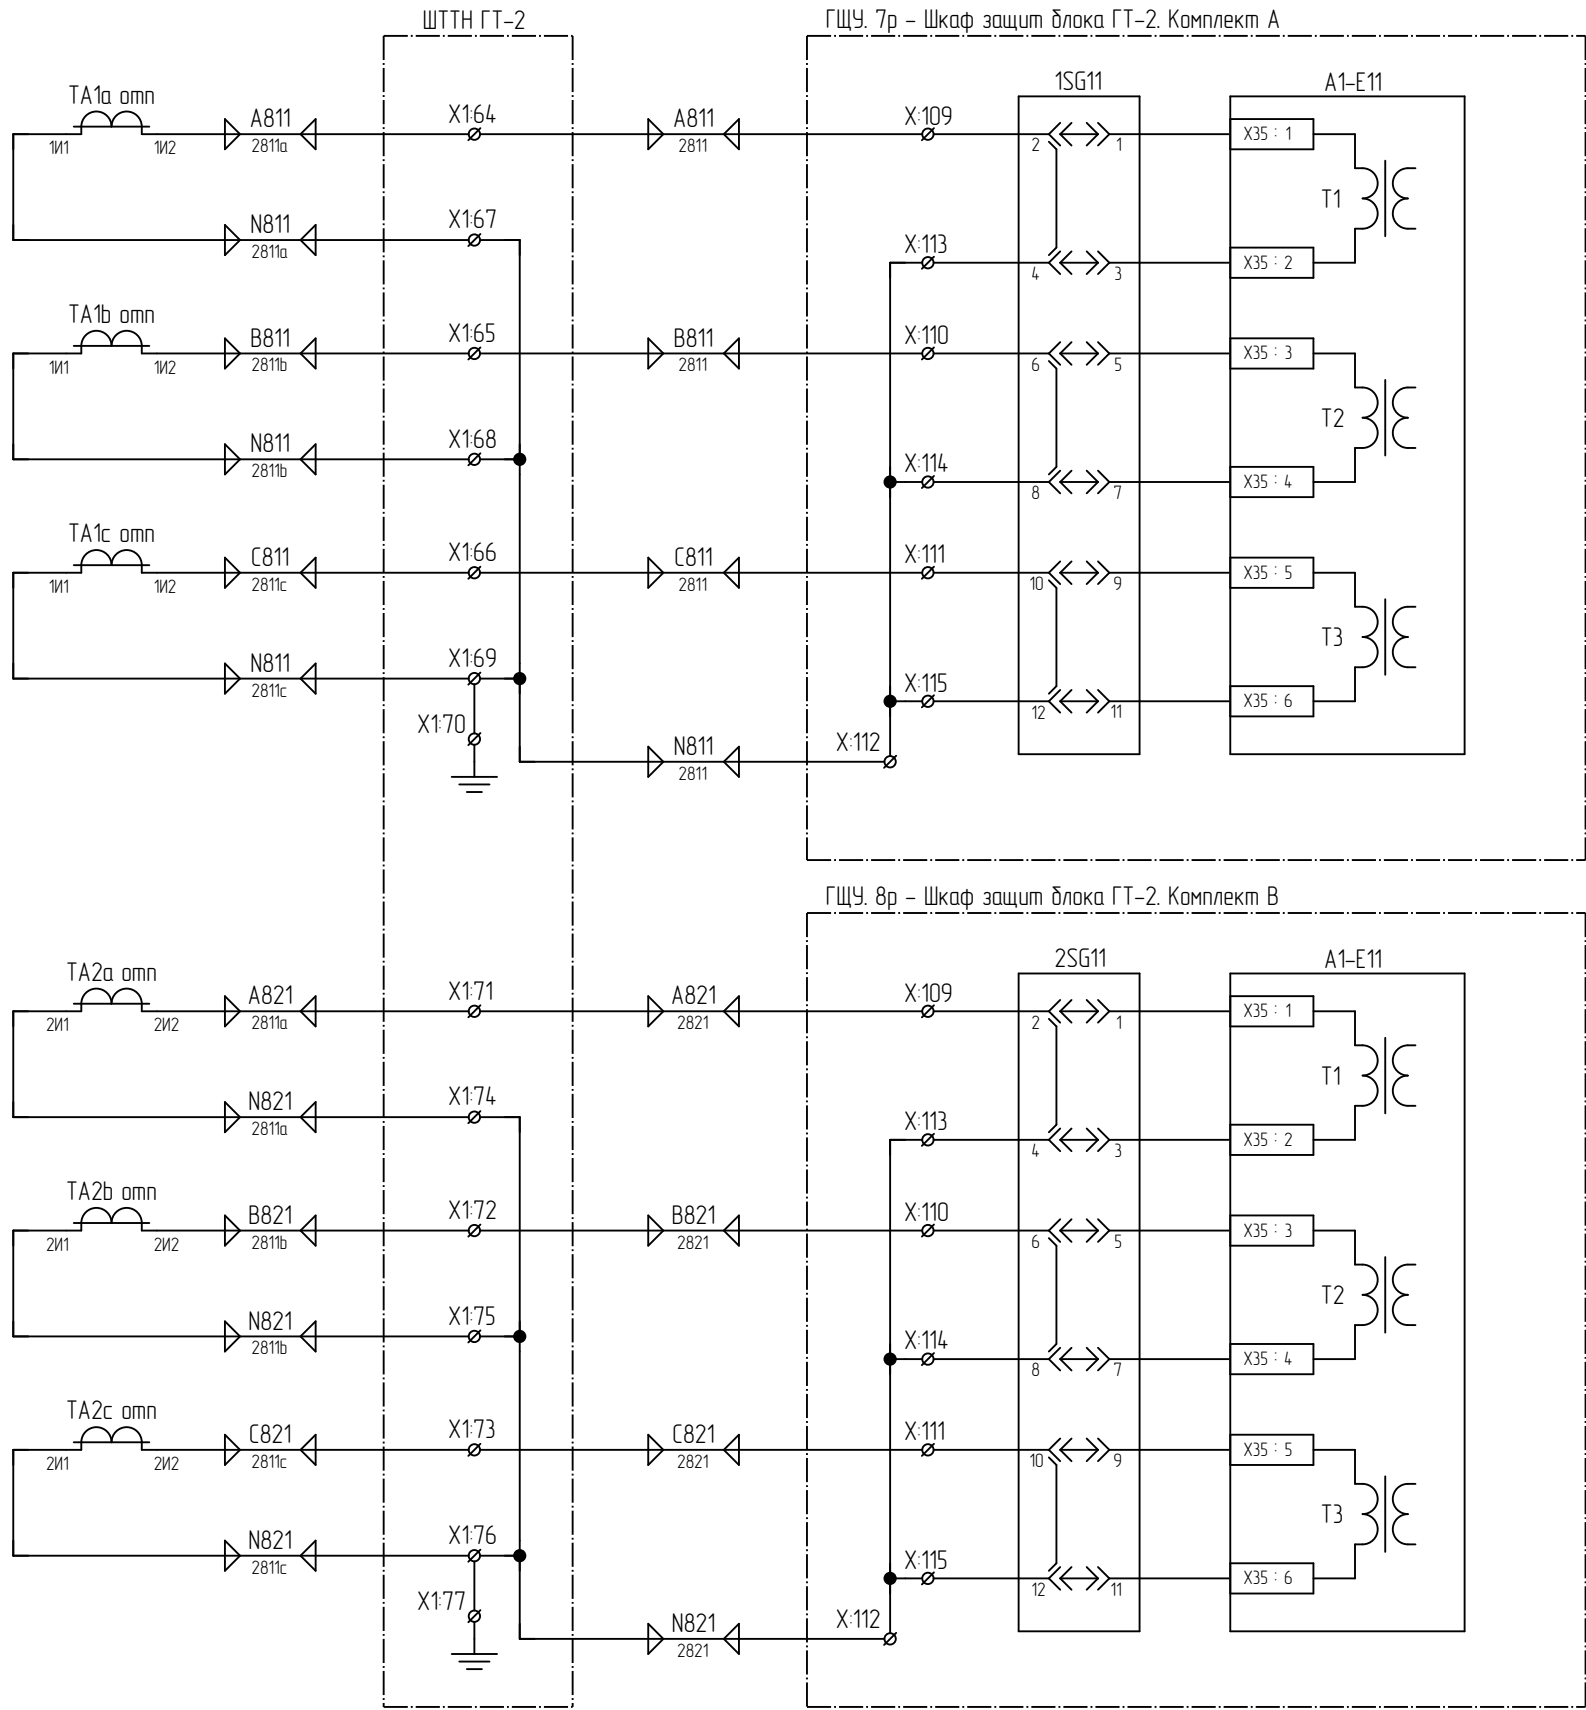 ШТТН ГТ-2
ГЩУ. 7р - Шкаф защит блока ГТ-2. Комплект А
1SG11
A1-E11
TA1a отп
1И1
1И2
A811
2811a
X1:64
A811
2811
X:109
2
1
X35 : 1
T1
N811
2811a
X1:67
X:113
4
3
X35 : 2
TA1b отп
1И1
1И2
B811
2811b
X1:65
B811
2811
X:110
6
5
X35 : 3
T2
N811
2811b
X1:68
X:114
8
7
X35 : 4
TA1c отп
1И1
1И2
C811
2811c
X1:66
C811
2811
X:111
10
9
X35 : 5
T3
N811
2811c
X1:69
X:115
12
11
X35 : 6
X1:70
N811
2811
X:112
ГЩУ. 8р - Шкаф защит блока ГТ-2. Комплект В
2SG11
A1-E11
TA2a отп
2И1
2И2
A821
2811a
X1:71
A821
2821
X:109
2
1
X35 : 1
T1
N821
2811a
X1:74
X:113
4
3
X35 : 2
TA2b отп
2И1
2И2
B821
2811b
X1:72
B821
2821
X:110
6
5
X35 : 3
T2
N821
2811b
X1:75
X:114
8
7
X35 : 4
TA2c отп
2И1
2И2
C821
2811c
X1:73
C821
2821
X:111
10
9
X35 : 5
T3
N821
2811c
X1:76
X:115
12
11
X35 : 6
X1:77
N821
2821
X:112